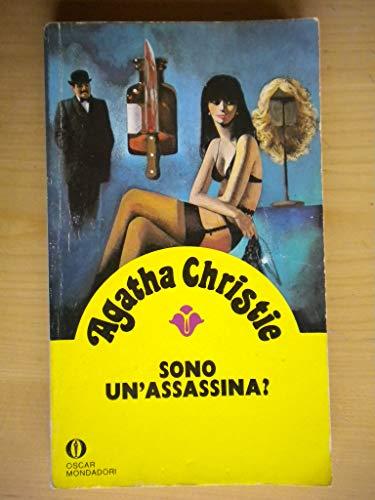 Agatha Christie
SONO
UN'ASSASSINA?
OSCAR
MONDADORI